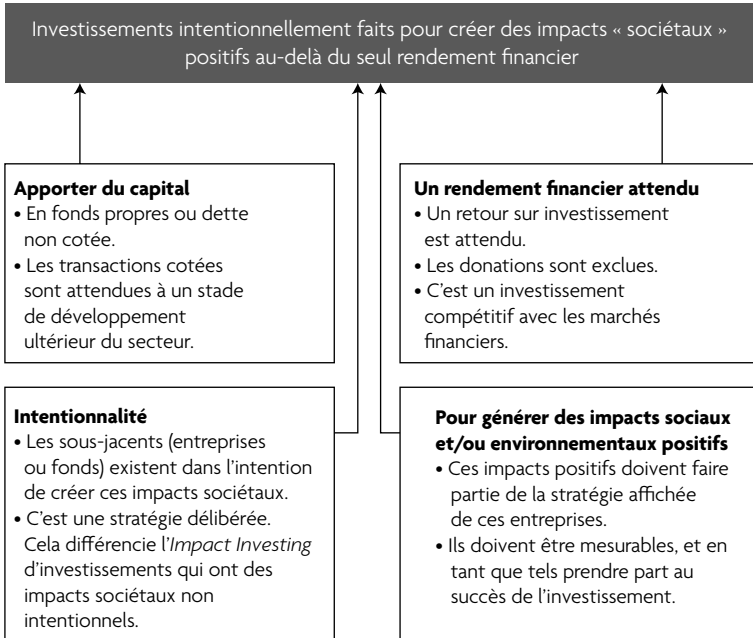 Investissements intentionnellement faits pour créer des impacts « sociétaux »
positifs au-delà du seul rendement financier
Apporter du capital
• En fonds propres ou dette
non cotée.
• Les transactions cotées
sont attendues à un stade
de développement
ultérieur du secteur.
Un rendement financier attendu
• Un retour sur investissement
est attendu.
• Les donations sont exclues.
• C'est un investissement
compétitif avec les marchés
financiers.
Intentionnalité
• Les sous-jacents (entreprises
ou fonds) existent dans l'intention
de créer ces impacts sociétaux.
• C'est une stratégie délibérée.
Cela différencie l'Impact Investing
d'investissements qui ont des
impacts sociétaux non
intentionnels.
Pour générer des impacts sociaux
et/ou environnementaux positifs
• Ces impacts positifs doivent faire
partie de la stratégie affichée
de ces entreprises.
• Ils doivent être mesurables, et en
tant que tels prendre part au
succès de l'investissement.